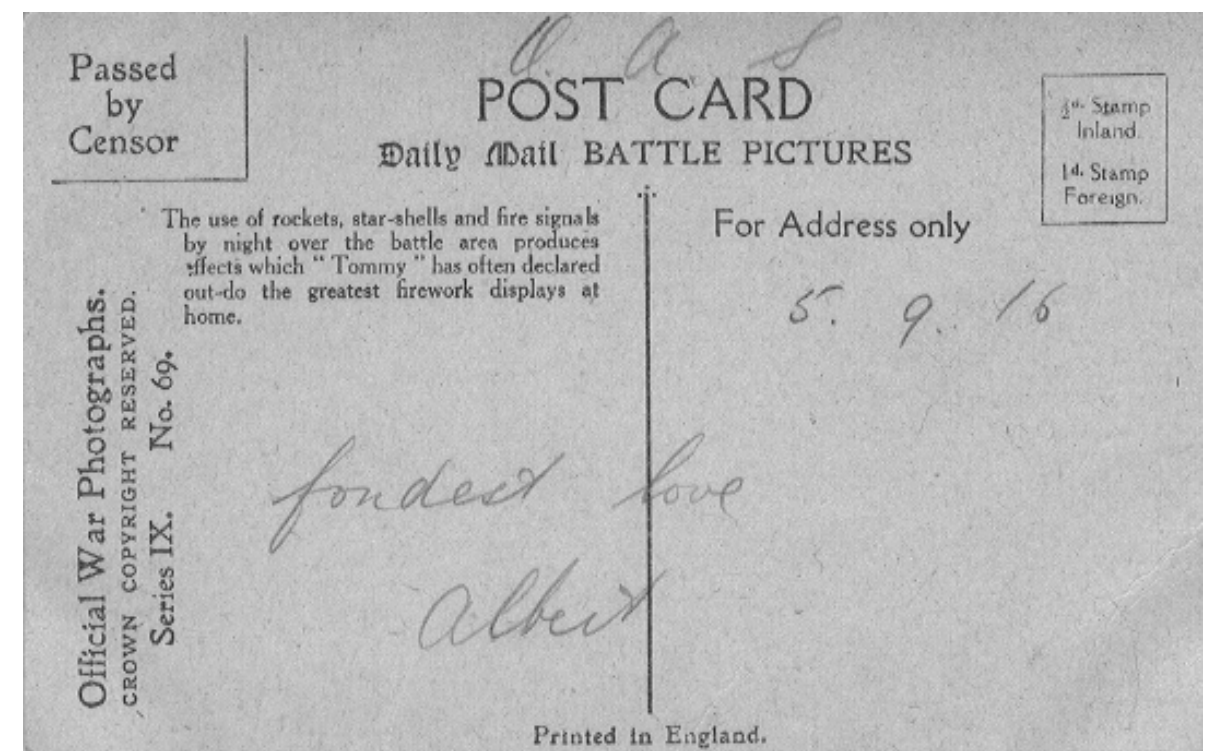 O A S
Passed
by
Censor
POST CARD
Daily Mail BATTLE PICTURES
½d. Stamp
Inland.
1d. Stamp
Foreign.
The use of rockets, star-shells and fire signals
by night over the battle area produces
effects which " Tommy " has often declared
out-do the greatest firework displays at
home.
For Address only
5. 9. 16
Official War Photographs.
CROWN COPYRIGHT RESERVED.
Series IX. No. 69.
fondest love
Albert
Printed in England.